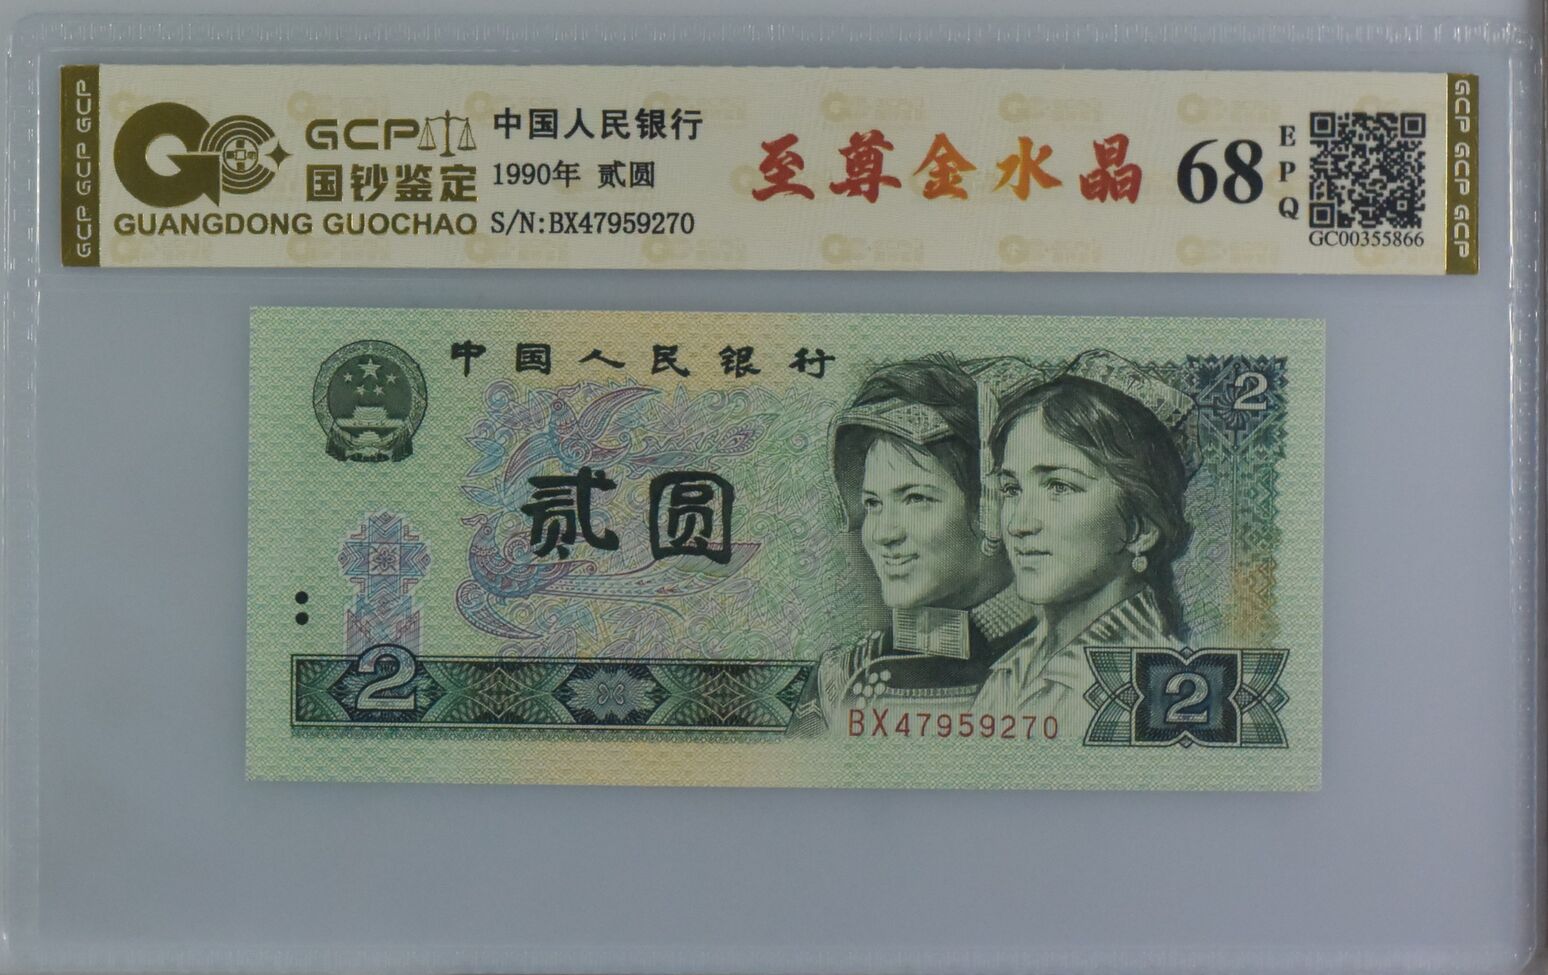 GCP GCP GCP
GCP
国钞鉴定
GUANGDONG GUOCHAO
中国人民银行
1990年 贰圆
S/N:BX47959270
至尊金水晶
68
EPQ
GC00355866
GCP GCP GCP
中国人民银行
2
贰圆
2
BX47959270
2